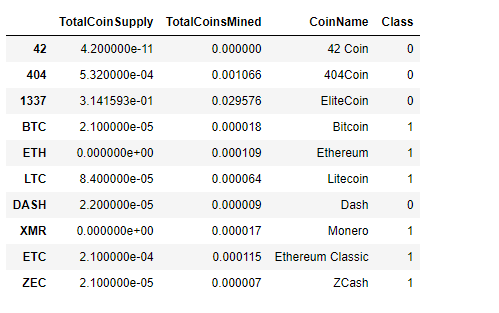 TotalCoinSupply TotalCoinsMined CoinName Class
42 4.200000e-11 0.000000 42 Coin 0
404 5.320000e-04 0.001066 404Coin 0
1337 3.141593e-01 0.029576 EliteCoin 0
BTC 2.100000e-05 0.000018 Bitcoin 1
ETH 0.000000e+00 0.000109 Ethereum 1
LTC 8.400000e-05 0.000064 Litecoin 1
DASH 2.200000e-05 0.000009 Dash 0
XMR 0.000000e+00 0.000017 Monero 1
ETC 2.100000e-04 0.000115 Ethereum Classic 1
ZEC 2.100000e-05 0.000007 ZCash 1